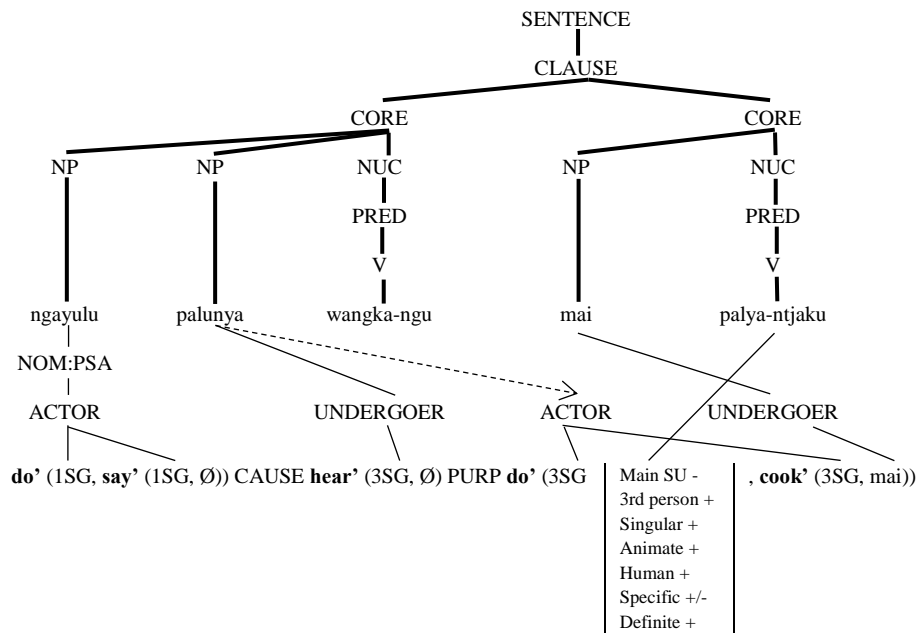 SENTENCE
CLAUSE
CORE CORE
NP NP NUC NP NUC
PRED PRED
V V
ngayulu palunya wangka-ngu mai palya-ntjaku
NOM:PSA
ACTOR UNDERGOER ACTOR UNDERGOER
do’ (1SG, say’ (1SG, Ø)) CAUSE hear’ (3SG, Ø) PURP do’ (3SG Main SU - , cook’ (3SG, mai))
3rd person +
Singular +
Animate +
Human +
Specific +/-
Definite +